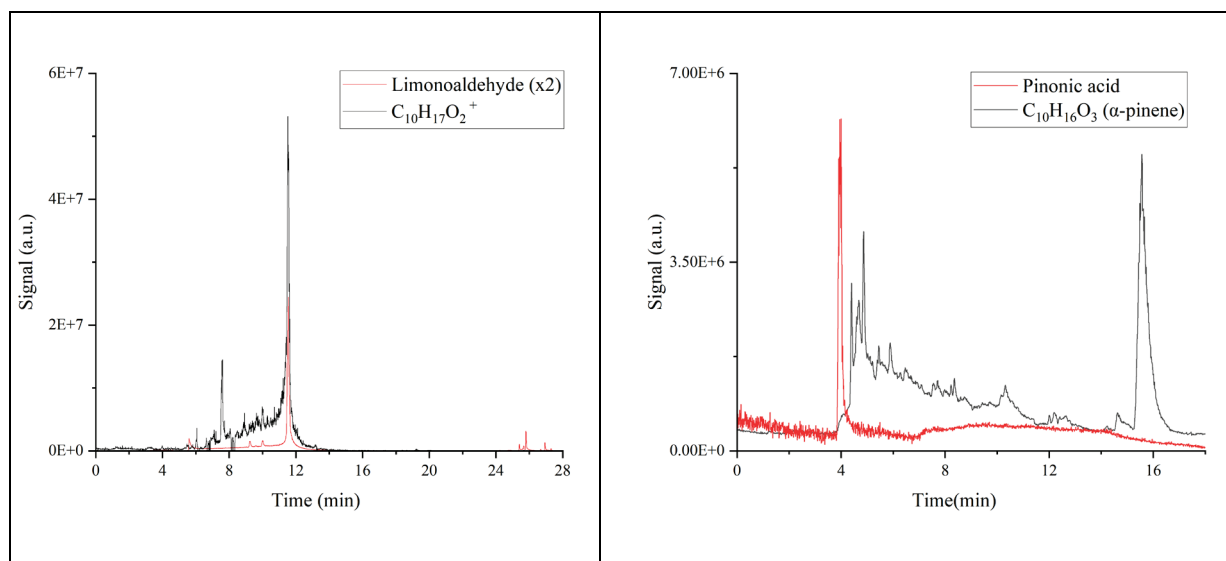 6E+7
4E+7
2E+7
0E+0
Signal (a.u.)
Limonoaldehyde (x2)
C₁₀H₁₇O₂⁺
0 4 8 12 16 20 24 28
Time (min)
7.00E+6
3.50E+6
0.00E+0
Signal (a.u.)
Pinonic acid
C₁₀H₁₆O₃ (α-pinene)
0 4 8 12 16
Time(min)